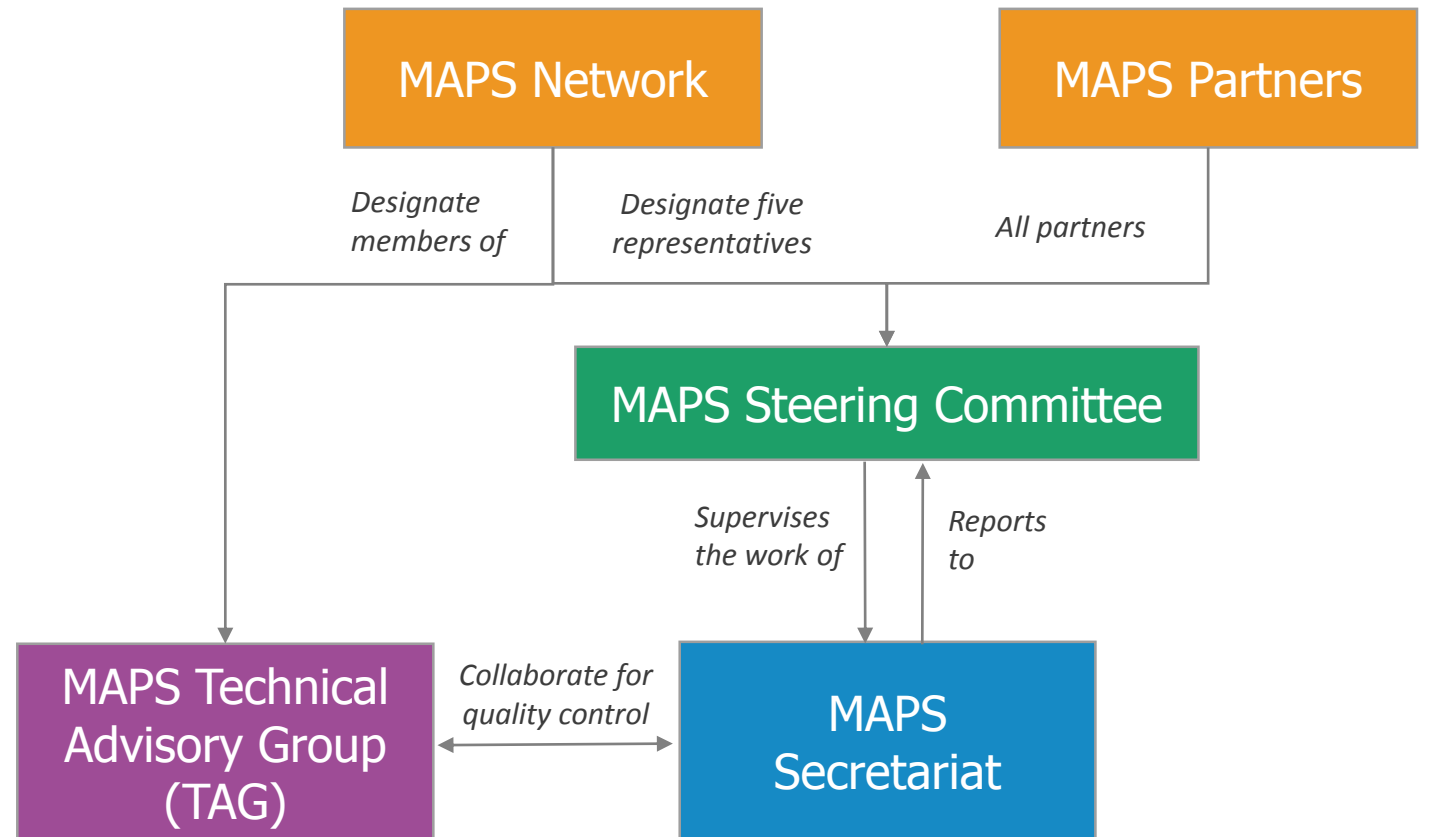 MAPS Network
MAPS Partners
Designate
members of
Designate five
representatives
All partners
MAPS Steering Committee
Supervises
the work of
Reports
to
MAPS Technical
Advisory Group
(TAG)
Collaborate for
quality control
MAPS
Secretariat